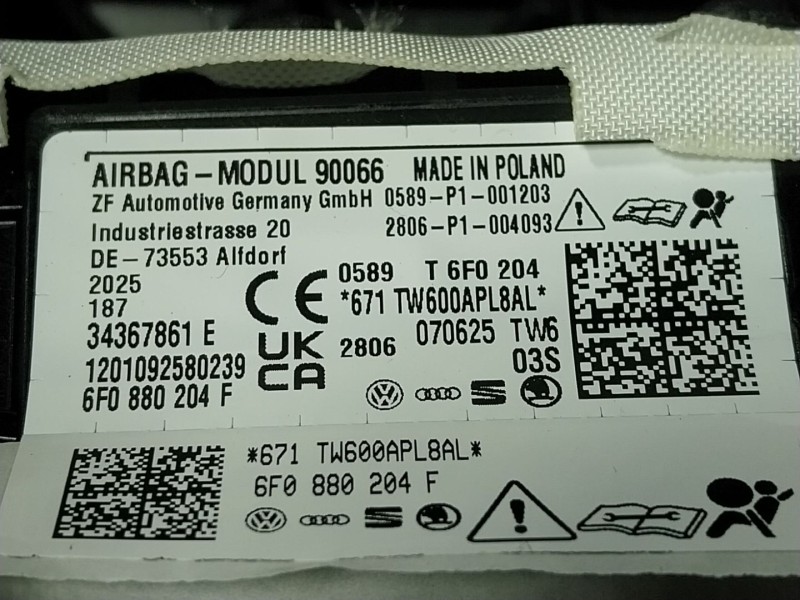 AIRBAG-MODUL 90066 MADE IN POLAND
ZF Automotive Germany GmbH 0589-P1-001203
Industriestrasse 20 2806-P1-004093
DE-73553 Alfdorf
2025 CE 0589 T 6F0 204
187 *671 TW600APL8AL*
34367861 E UK CA 2806 070625 TW6
1201092580239 03S
6F0 880 204 F
*671 TW600APL8AL*
6F0 880 204 F